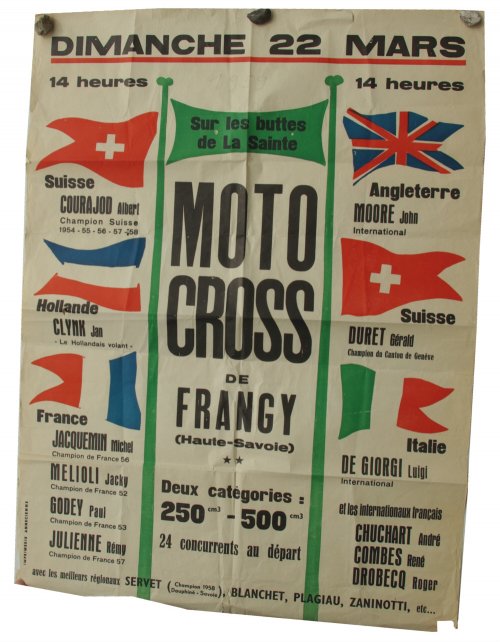 DIMANCHE 22 MARS
14 heures
14 heures
Sur les buttes
de La Sainte
MOTO
CROSS
DE
FRANGY
(Haute-Savoie)
★★
Deux catégories :
250 cm3 - 500 cm3
24 concurrents au départ
Suisse
COURAJOD Albert
Champion Suisse
1954 - 55 - 56 - 57 - 58
Hollande
CLYNK Jan
« Le Hollandais volant »
France
JACQUEMIN Michel
Champion de France 56
MELIOLI Jacky
Champion de France 52
GODEY Paul
Champion de France 53
JULIENNE Rémy
Champion de France 57
Angleterre
MOORE John
International
Suisse
DURET Gérald
Champion du Canton de Genève
Italie
DE GIORGI Luigi
International
et les internationaux français
CHUCHART André
COMBES René
DROBECQ Roger
avec les meilleurs régionaux SERVET (Champion 1958 Dauphiné - Savoie), BLANCHET, PLAGIAU, ZANINOTTI, etc...
IMPRIMERIE ANNECIENNE